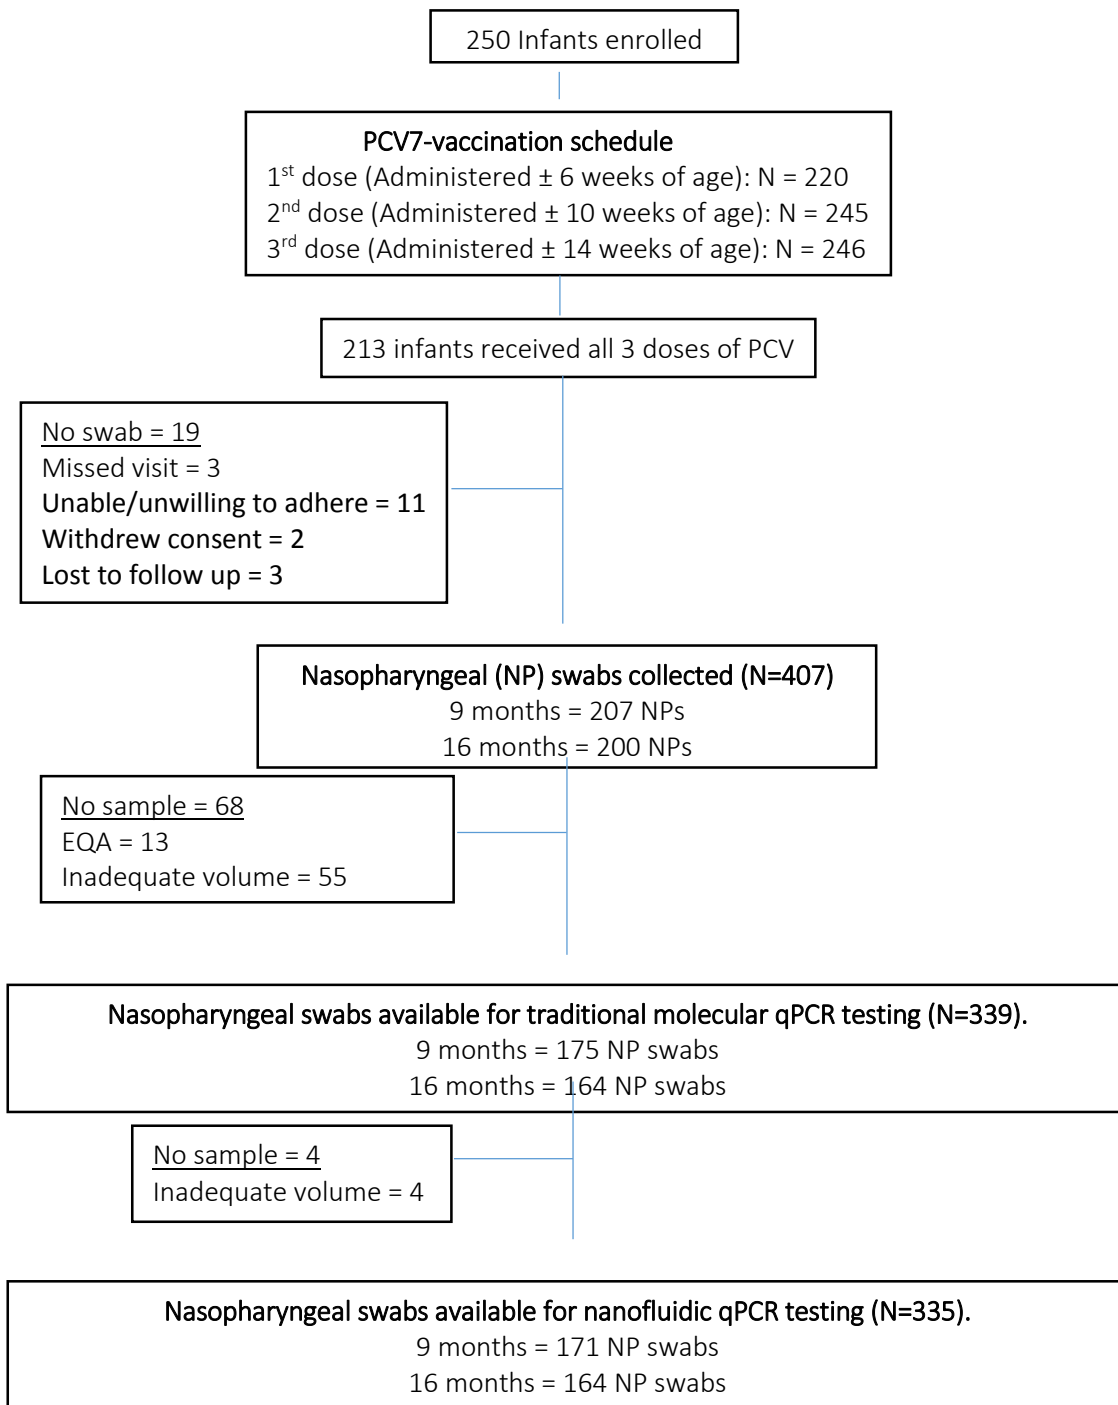 250 Infants enrolled
PCV7-vaccination schedule
1st dose (Administered ± 6 weeks of age): N = 220
2nd dose (Administered ± 10 weeks of age): N = 245
3rd dose (Administered ± 14 weeks of age): N = 246
213 infants received all 3 doses of PCV
No swab = 19
Missed visit = 3
Unable/unwilling to adhere = 11
Withdrew consent = 2
Lost to follow up = 3
Nasopharyngeal (NP) swabs collected (N=407)
9 months = 207 NPs
16 months = 200 NPs
No sample = 68
EQA = 13
Inadequate volume = 55
Nasopharyngeal swabs available for traditional molecular qPCR testing (N=339).
9 months = 175 NP swabs
16 months = 164 NP swabs
No sample = 4
Inadequate volume = 4
Nasopharyngeal swabs available for nanofluidic qPCR testing (N=335).
9 months = 171 NP swabs
16 months = 164 NP swabs